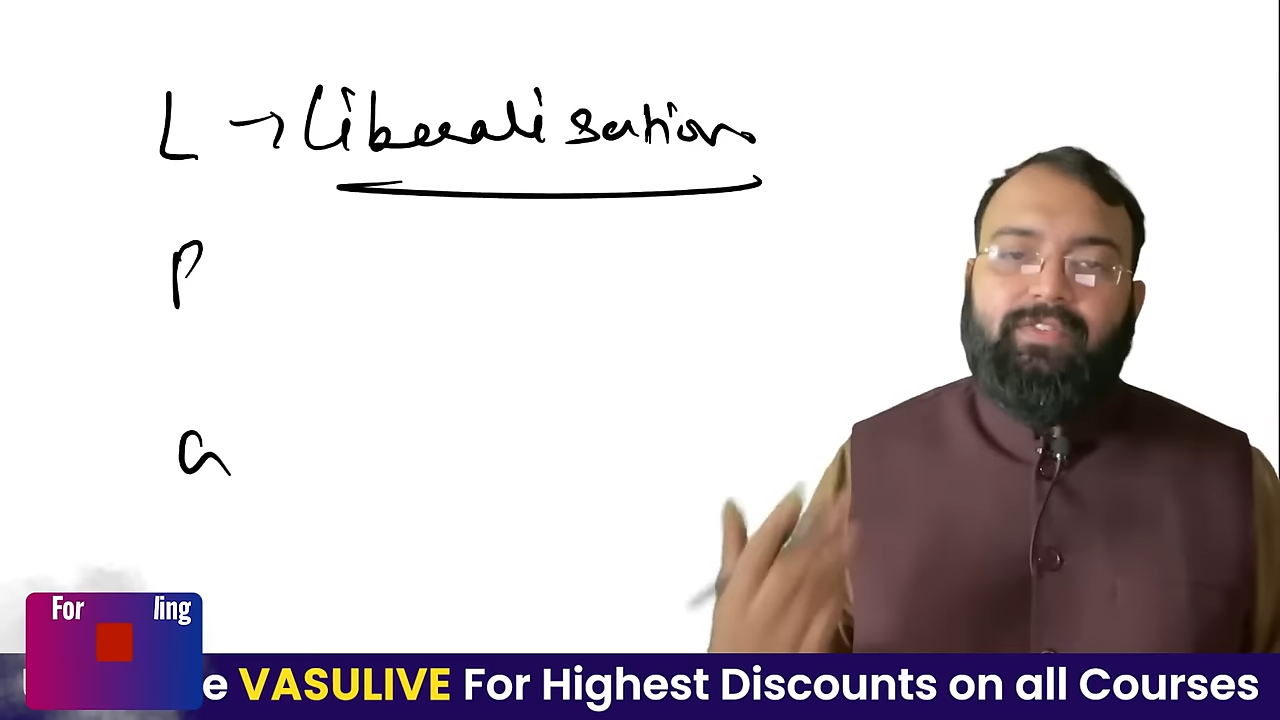 L → Liberalisation
P
G
For ling
e VASULIVE For Highest Discounts on all Courses